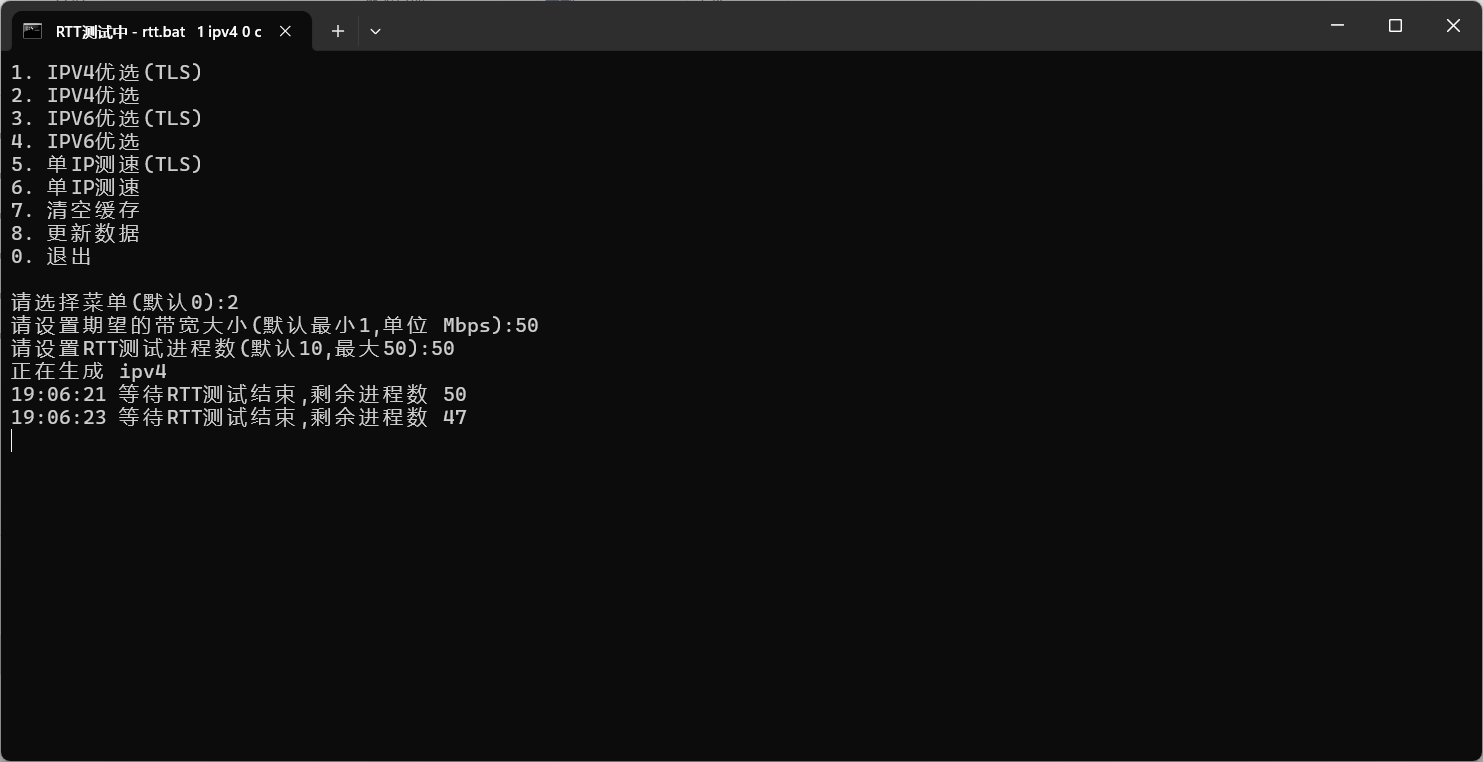 RTT测试中 - rtt.bat 1 ipv4 0 c
1. IPV4优选(TLS)
2. IPV4优选
3. IPV6优选(TLS)
4. IPV6优选
5. 单IP测速(TLS)
6. 单IP测速
7. 清空缓存
8. 更新数据
0. 退出
请选择菜单(默认0):2
请设置期望的带宽大小(默认最小1,单位 Mbps):50
请设置RTT测试进程数(默认10,最大50):50
正在生成 ipv4
19:06:21 等待RTT测试结束,剩余进程数 50
19:06:23 等待RTT测试结束,剩余进程数 47